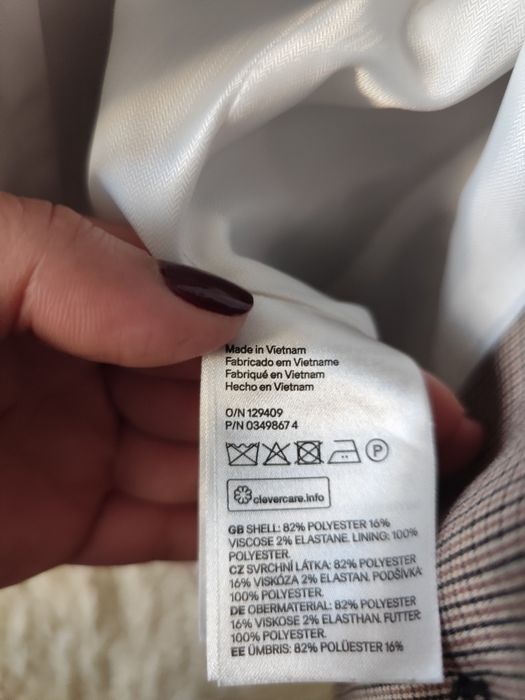 Made in Vietnam
Fabricado em Vietname
Fabriqué en Vietnam
Hecho en Vietnam
O/N 129409
P/N 0349867 4
P
clevercare.info
GB SHELL: 82% POLYESTER 16%
VISCOSE 2% ELASTANE. LINING: 100%
POLYESTER.
CZ SVRCHNÍ LÁTKA: 82% POLYESTER
16% VISKÓZA 2% ELASTAN. PODŠÍVKA:
100% POLYESTER.
DE OBERMATERIAL: 82% POLYESTER
16% VISKOSE 2% ELASTHAN. FUTTER:
100% POLYESTER.
EE ÜMBRIS: 82% POLÜESTER 16%